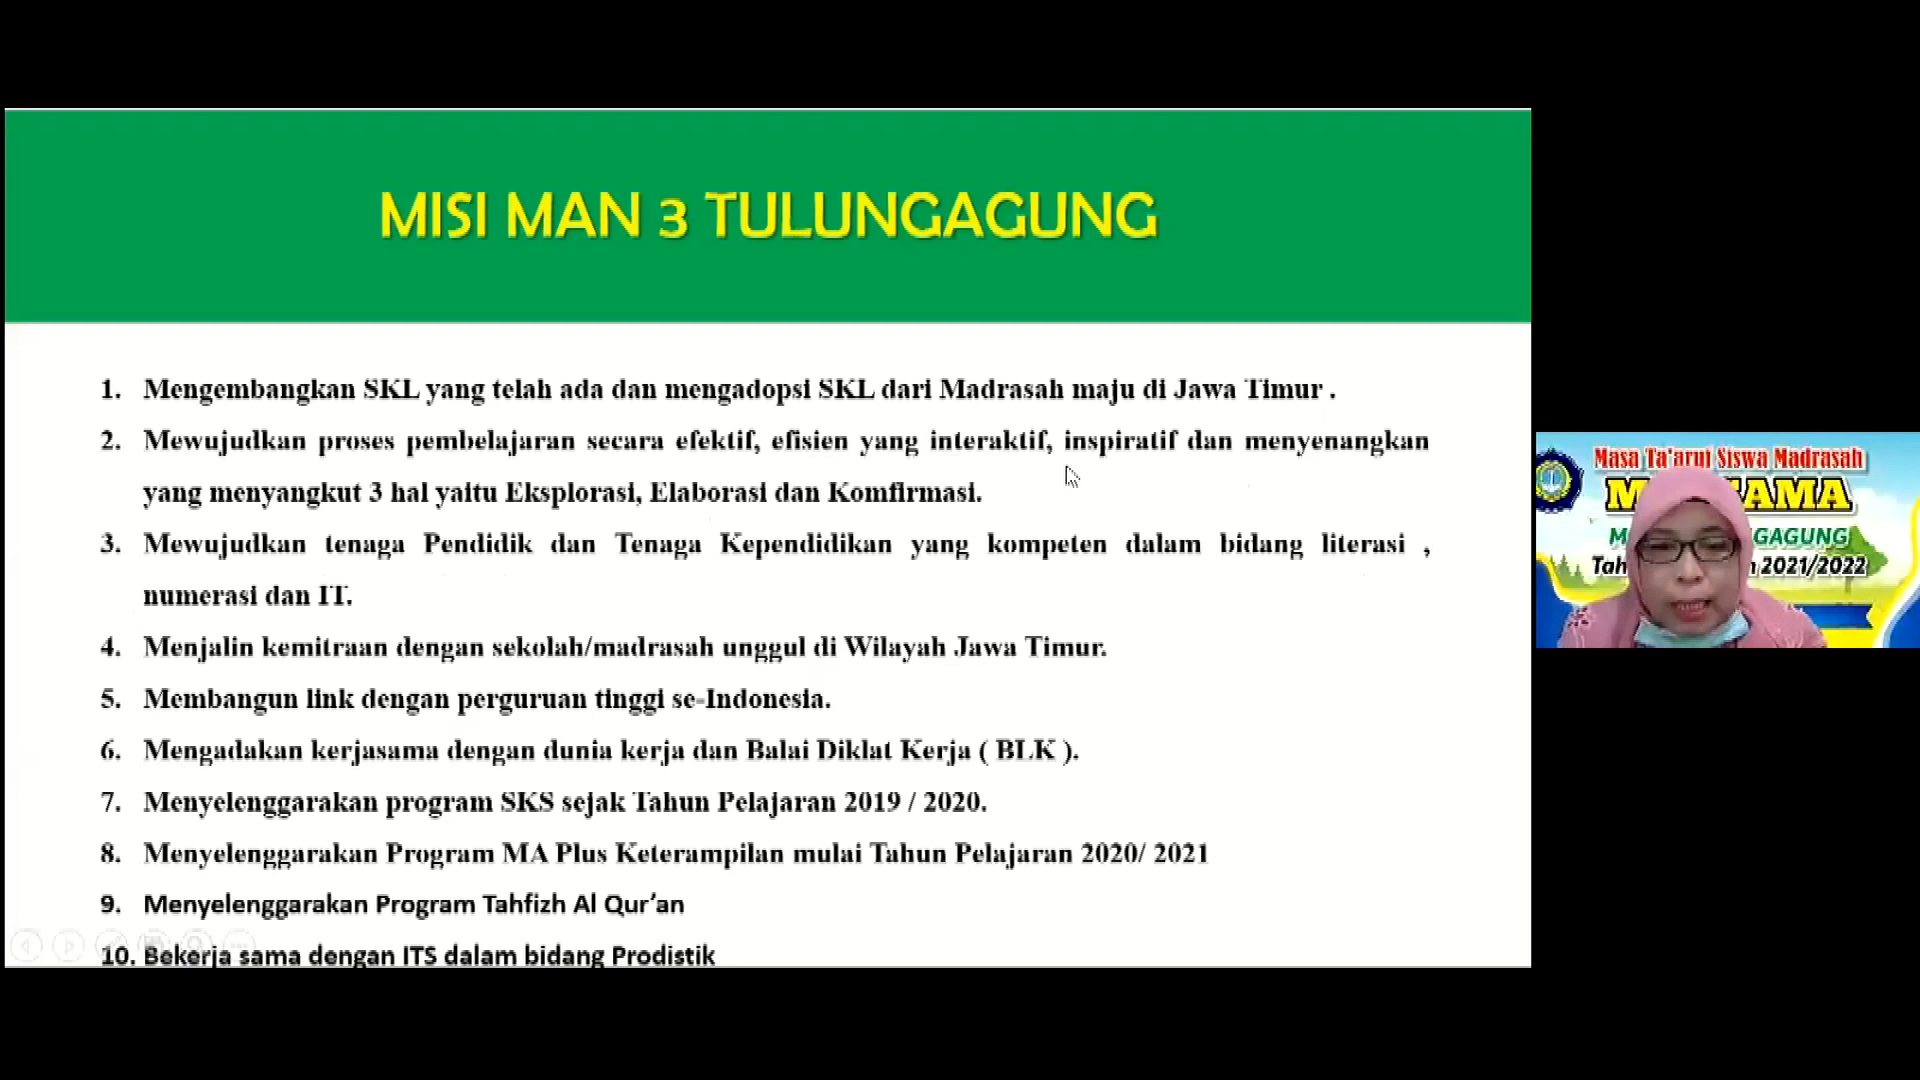 MISI MAN 3 TULUNGAGUNG
1. Mengembangkan SKL yang telah ada dan mengadopsi SKL dari Madrasah maju di Jawa Timur .
2. Mewujudkan proses pembelajaran secara efektif, efisien yang interaktif, inspiratif dan menyenangkan
yang menyangkut 3 hal yaitu Eksplorasi, Elaborasi dan Komfirmasi.
3. Mewujudkan tenaga Pendidik dan Tenaga Kependidikan yang kompeten dalam bidang literasi ,
numerasi dan IT.
4. Menjalin kemitraan dengan sekolah/madrasah unggul di Wilayah Jawa Timur.
5. Membangun link dengan perguruan tinggi se-Indonesia.
6. Mengadakan kerjasama dengan dunia kerja dan Balai Diklat Kerja ( BLK ).
7. Menyelenggarakan program SKS sejak Tahun Pelajaran 2019 / 2020.
8. Menyelenggarakan Program MA Plus Keterampilan mulai Tahun Pelajaran 2020/ 2021
9. Menyelenggarakan Program Tahfizh Al Qur’an
10. Bekerja sama dengan ITS dalam bidang Prodistik
Masa Ta'aruf Siswa Madrasah
2021/2022